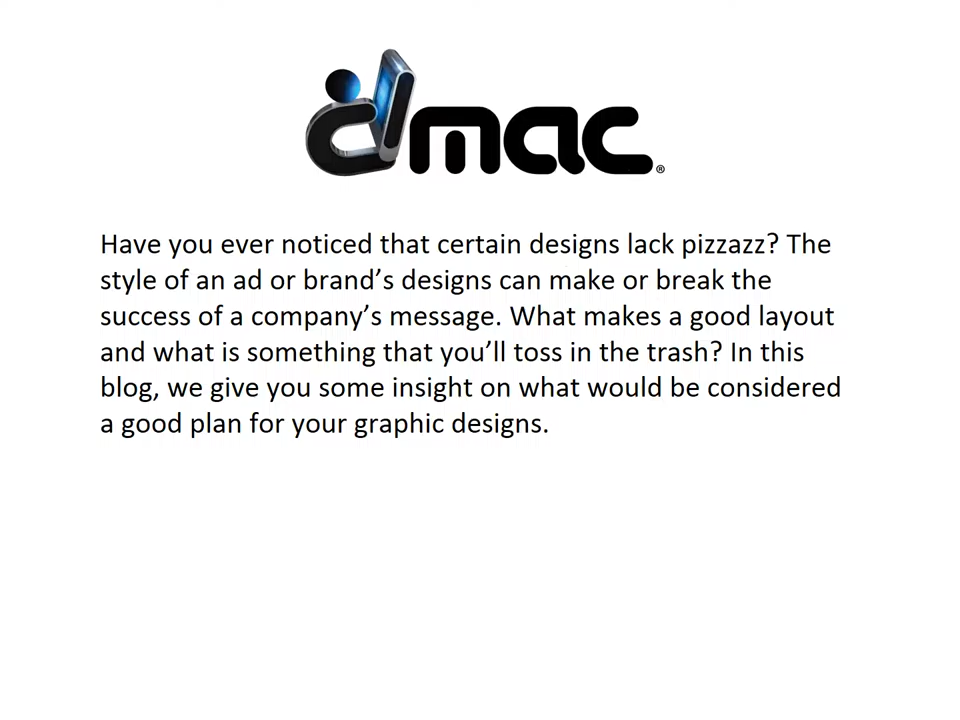 dmac®
Have you ever noticed that certain designs lack pizzazz? The
style of an ad or brand’s designs can make or break the
success of a company’s message. What makes a good layout
and what is something that you’ll toss in the trash? In this
blog, we give you some insight on what would be considered
a good plan for your graphic designs.